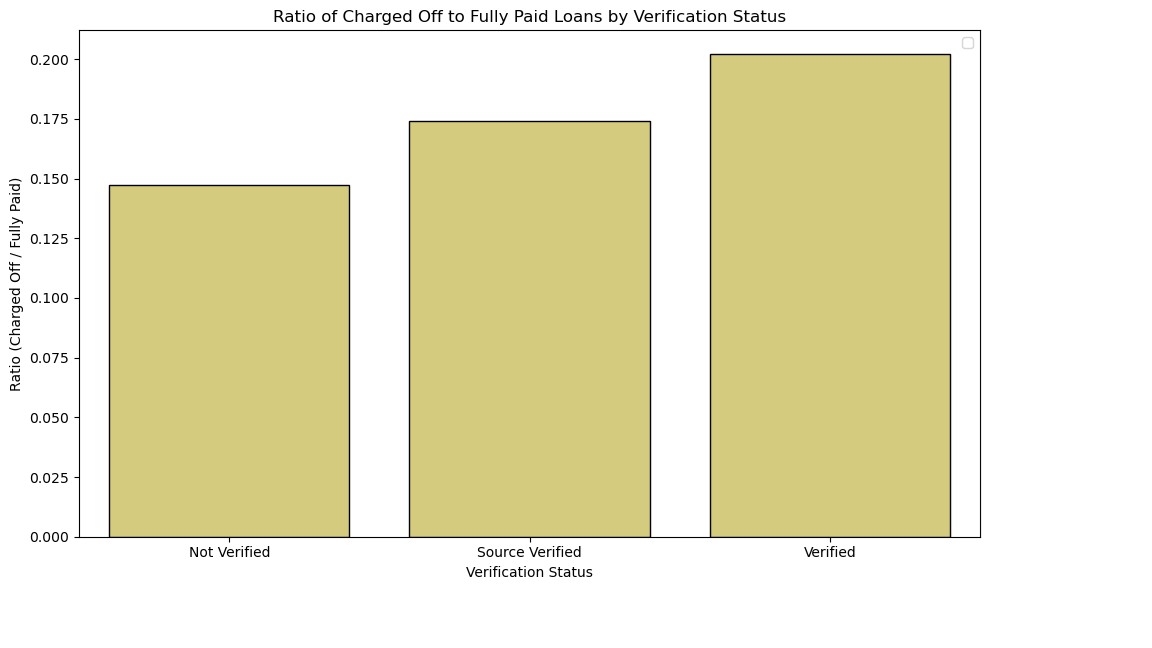 Ratio of Charged Off to Fully Paid Loans by Verification Status
Ratio (Charged Off / Fully Paid)
0.200
0.175
0.150
0.125
0.100
0.075
0.050
0.025
0.000
Not Verified Source Verified Verified
Verification Status